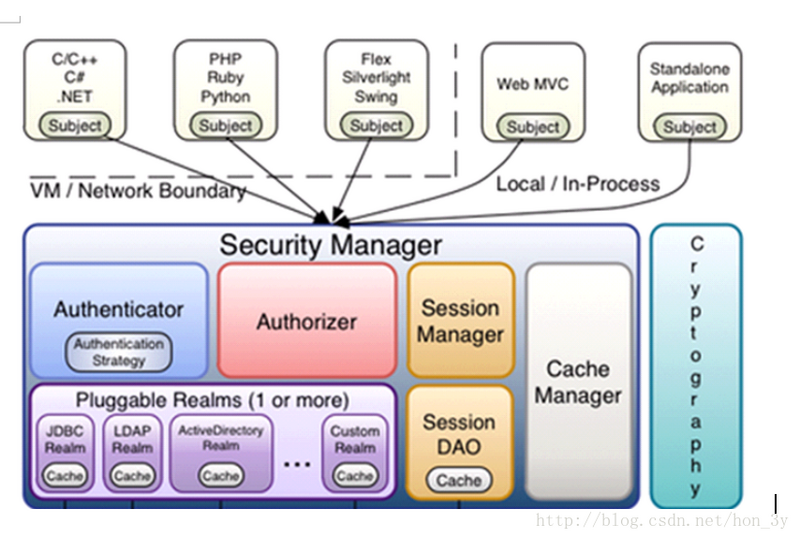 C/C++
C#
.NET
Subject
PHP
Ruby
Python
Subject
Flex
Silverlight
Swing
Subject
Web MVC
Subject
Standalone
Application
Subject
VM / Network Boundary
Local / In-Process
Security Manager
Authenticator
Authentication
Strategy
Authorizer
Session
Manager
Cache
Manager
Pluggable Realms (1 or more)
JDBC
Realm
Cache
LDAP
Realm
Cache
ActiveDirectory
Realm
Cache
...
Custom
Realm
Cache
Session
DAO
Cache
Cryptography
http://blog.csdn.net/hon_3y